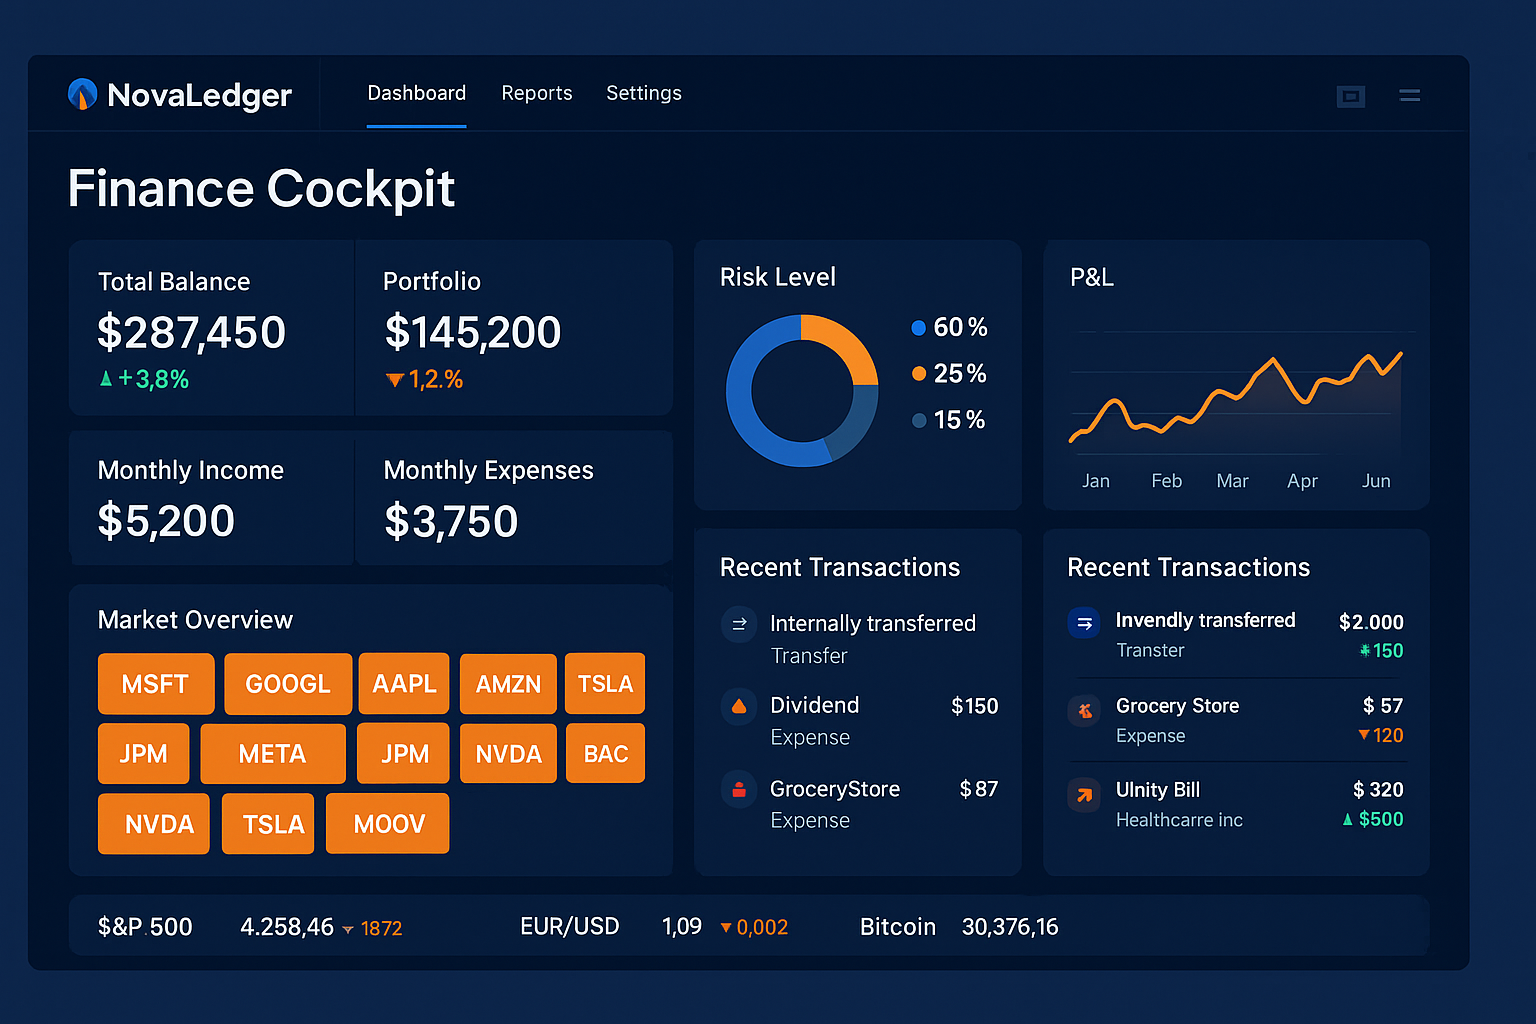 NovaLedger
Dashboard Reports Settings
Finance Cockpit
Total Balance
$287,450
+3,8%
Portfolio
$145,200
1,2.%
Monthly Income
$5,200
Monthly Expenses
$3,750
Risk Level
60 %
25 %
15 %
P&L
Jan Feb Mar Apr Jun
Market Overview
MSFT GOOGL AAPL AMZN TSLA
JPM META JPM NVDA BAC
NVDA TSLA MOOV
Recent Transactions
Internally transferred
Transfer
Dividend $150
Expense
GroceryStore $87
Expense
Recent Transactions
Invendly transferred $2.000
Transter 150
Grocery Store $ 57
Expense 120
Ulnity Bill $ 320
Healthcarre inc $500
$&P.500 4.258,46 1872 EUR/USD 1,09 0,002 Bitcoin 30,376,16